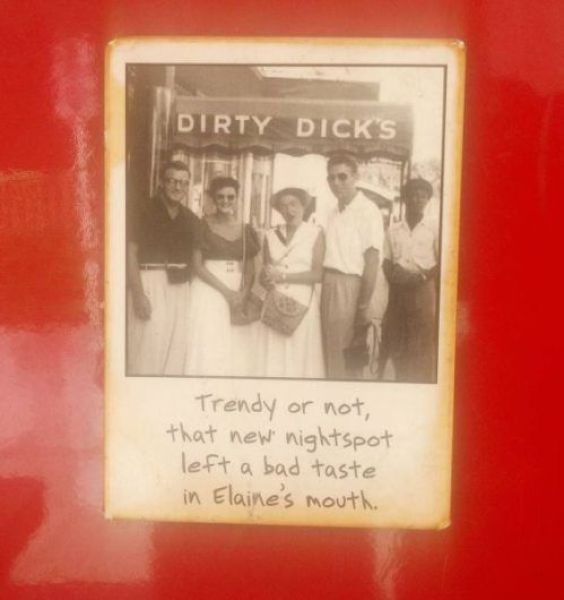 DIRTY DICK'S
Trendy or not,
that new nightspot
left a bad taste
in Elaine's mouth.